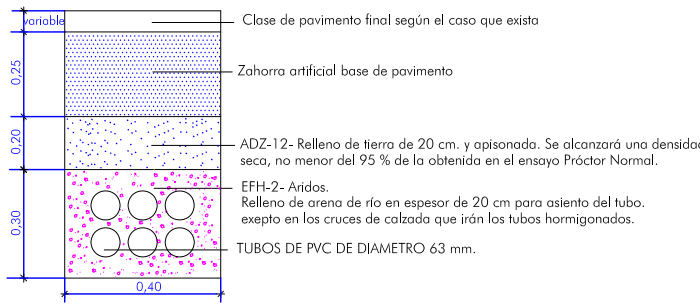 variable
Clase de pavimento final según el caso que exista
0,25
Zahorra artificial base de pavimento
0,20
ADZ-12- Relleno de tierra de 20 cm. y apisonada. Se alcanzará una densidad
seca, no menor del 95 % de la obtenida en el ensayo Próctor Normal.
0,30
EFH-2- Aridos.
Relleno de arena de río en espesor de 20 cm para asiento del tubo.
exepto en los cruces de calzada que irán los tubos hormigonados.
TUBOS DE PVC DE DIAMETRO 63 mm.
0,40